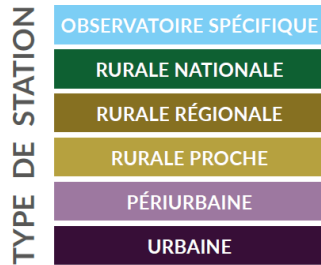 TYPE DE STATION
OBSERVATOIRE SPÉCIFIQUE
RURALE NATIONALE
RURALE RÉGIONALE
RURALE PROCHE
PÉRIURBAINE
URBAINE